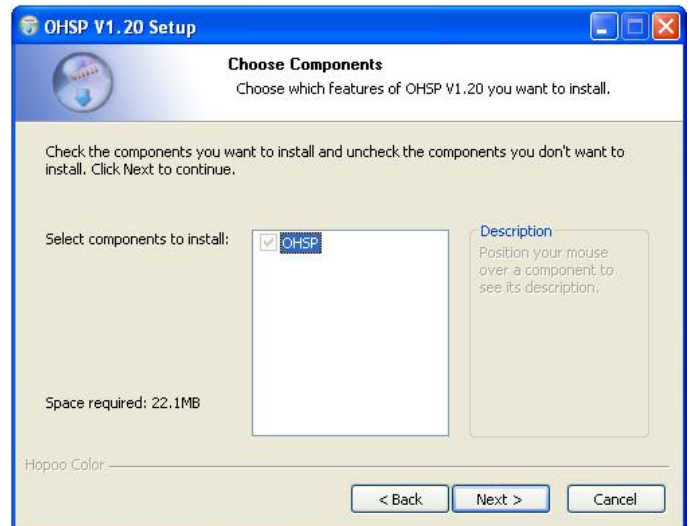 OHSP V1.20 Setup
Choose Components
Choose which features of OHSP V1.20 you want to install.
Check the components you want to install and uncheck the components you don't want to
install. Click Next to continue.
Select components to install:
OHSP
Description
Position your mouse
over a component to
see its description.
Space required: 22.1MB
Hopoo Color
< Back
Next >
Cancel